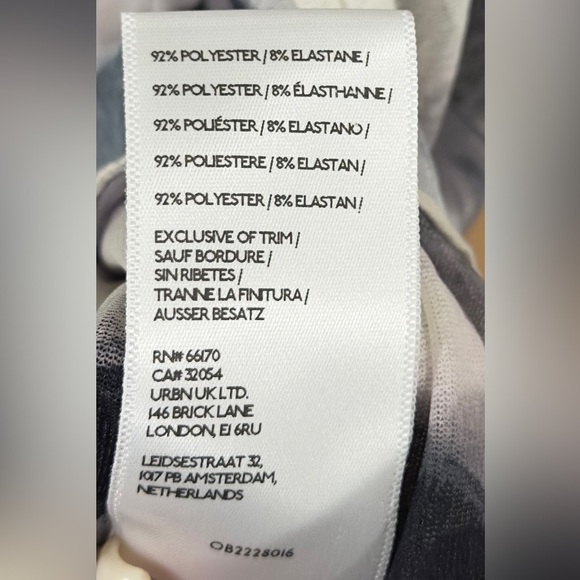 92% POLYESTER / 8% ELASTANE /
92% POLYESTER / 8% ÉLASTHANNE /
92% POLIÉSTER / 8% ELASTANO /
92% POLIESTERE / 8% ELASTAN /
92% POLYESTER / 8% ELASTAN /
EXCLUSIVE OF TRIM /
SAUF BORDURE /
SIN RIBETES /
TRANNE LA FINITURA /
AUSSER BESATZ
RN# 66170
CA# 32054
URBN UK LTD.
146 BRICK LANE
LONDON, E1 6RU
LEIDSESTRAAT 32,
1017 PB AMSTERDAM,
NETHERLANDS
OB2228016